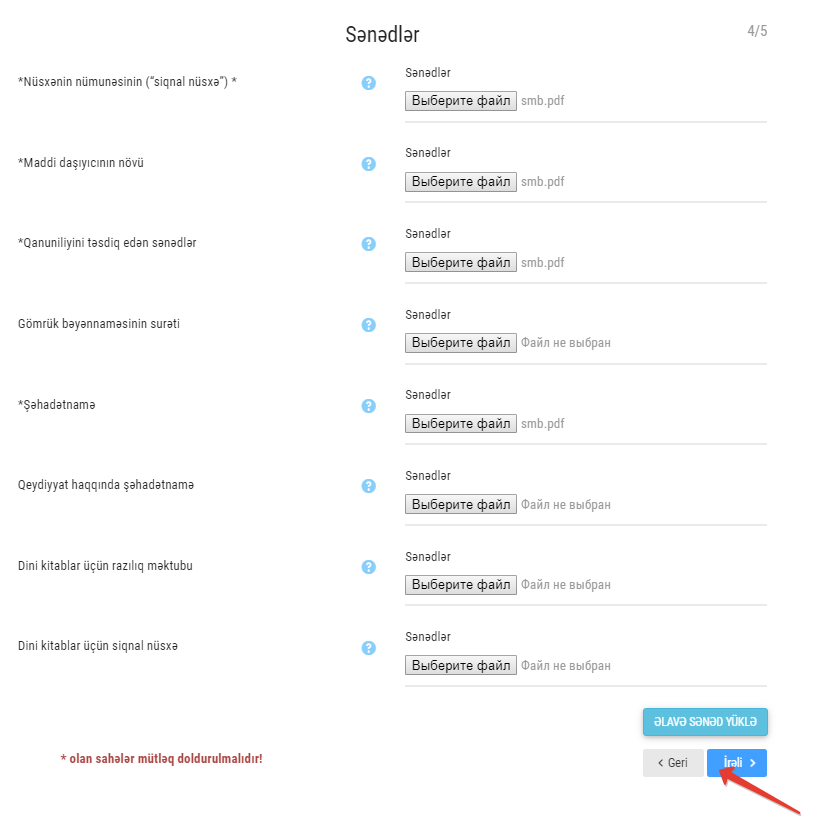 Sənədlər
4/5
*Nüsxənin nümunəsinin (“siqnal nüsxə”) *
?
Sənədlər
Выберите файл smb.pdf
*Maddi daşıyıcının növü
?
Sənədlər
Выберите файл smb.pdf
*Qanuniliyini təsdiq edən sənədlər
?
Sənədlər
Выберите файл smb.pdf
Gömrük bəyənnaməsinin surəti
?
Sənədlər
Выберите файл Файл не выбран
*Şəhadətnamə
?
Sənədlər
Выберите файл smb.pdf
Qeydiyyat haqqında şəhadətnamə
?
Sənədlər
Выберите файл Файл не выбран
Dini kitablar üçün razılıq məktubu
?
Sənədlər
Выберите файл Файл не выбран
Dini kitablar üçün siqnal nüsxə
?
Sənədlər
Выберите файл Файл не выбран
ƏLAVƏ SƏNƏD YÜKLƏ
* olan sahələr mütləq doldurulmalıdır!
‹ Geri
İrəli ›